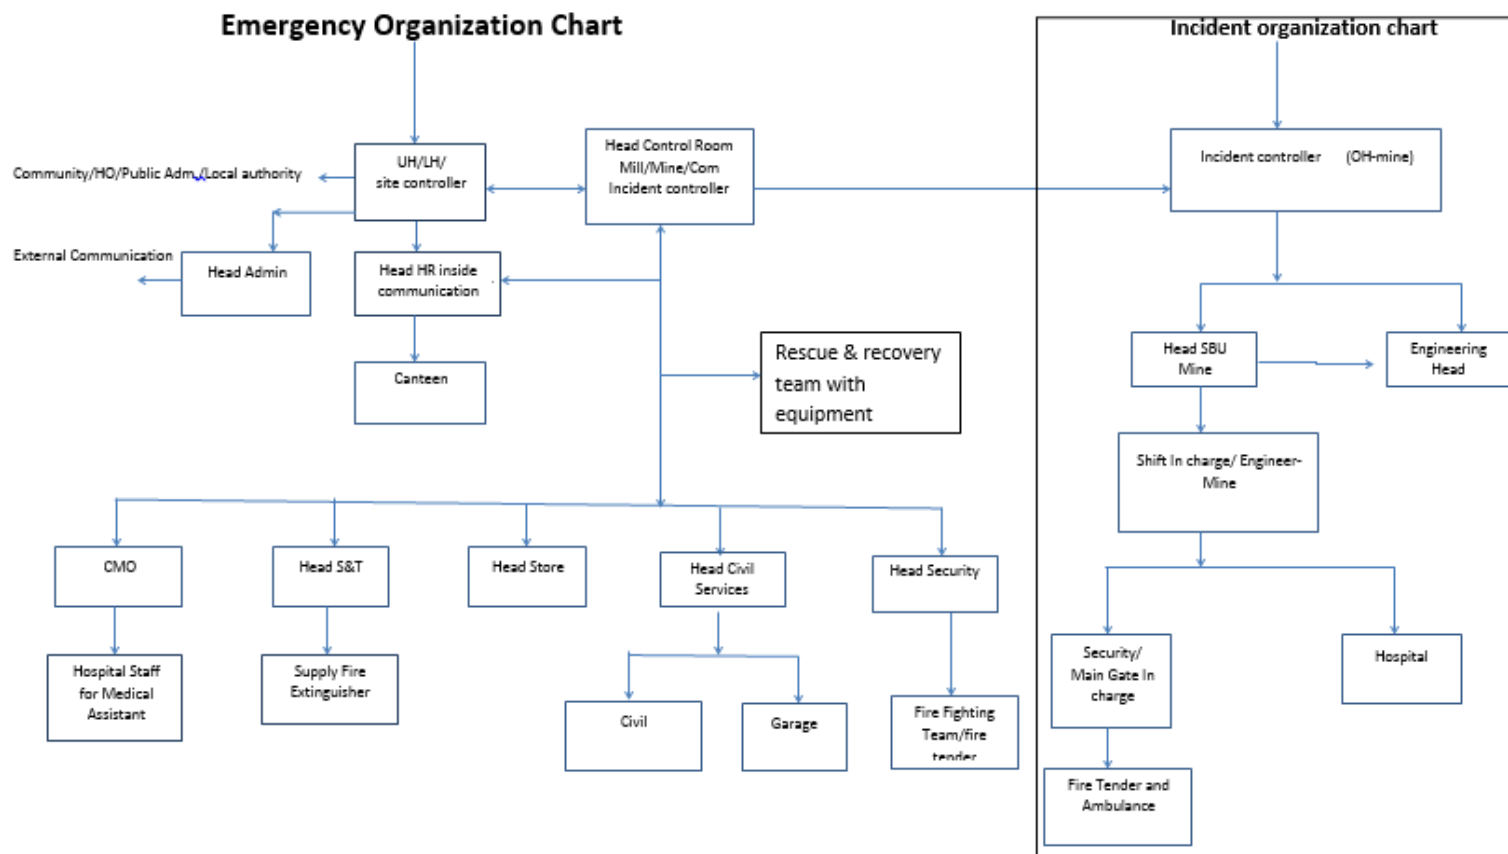 Emergency Organization Chart
Incident organization chart
UH/LH/
site controller
Head Control Room
Mill/Mine/Com
Incident controller
Incident controller (OH-mine)
Community/HO/Public Adm./Local authority
External Communication
Head Admin
Head HR inside
communication
Canteen
Rescue & recovery
team with
equipment
Head SBU
Mine
Engineering
Head
Shift In charge/ Engineer-
Mine
CMO
Head S&T
Head Store
Head Civil
Services
Head Security
Hospital Staff
for Medical
Assistant
Supply Fire
Extinguisher
Civil
Garage
Fire Fighting
Team/fire
tender
Security/
Main Gate In
charge
Hospital
Fire Tender and
Ambulance